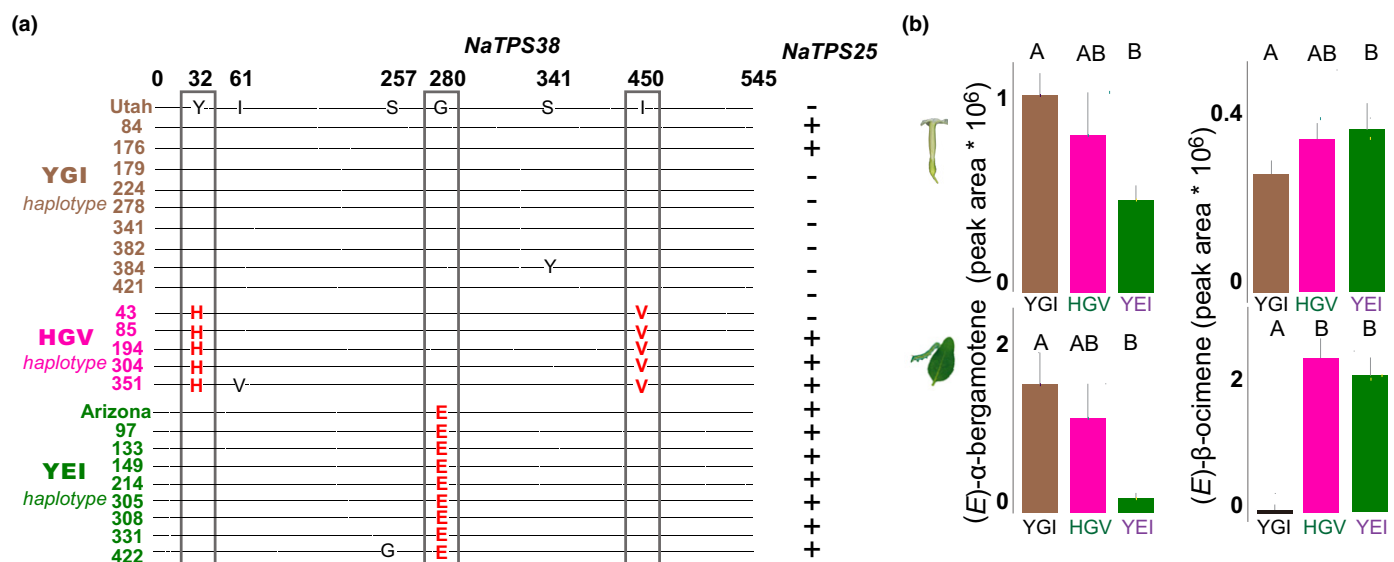 (a)
NaTPS38
NaTPS25
0 32 61 257 280 341 450 545
Utah Y I S G S I -
84 +
176 +
179 -
224 -
278 -
341 -
382 -
384 Y -
421 -
YGI
haplotype
43 H V -
85 H V +
194 H V +
304 H V +
351 H V V +
HGV
haplotype
Arizona E +
97 E +
133 E +
149 E +
214 E +
305 E +
308 E +
331 E +
422 G E +
YEI
haplotype
(b)
A AB B
1
0
(peak area * 10⁶)
YGI HGV YEI
A AB B
0.4
0
(peak area * 10⁶)
YGI HGV YEI
A AB B
2
0
(E)-α-bergamotene
YGI HGV YEI
A B B
2
0
(E)-β-ocimene
YGI HGV YEI